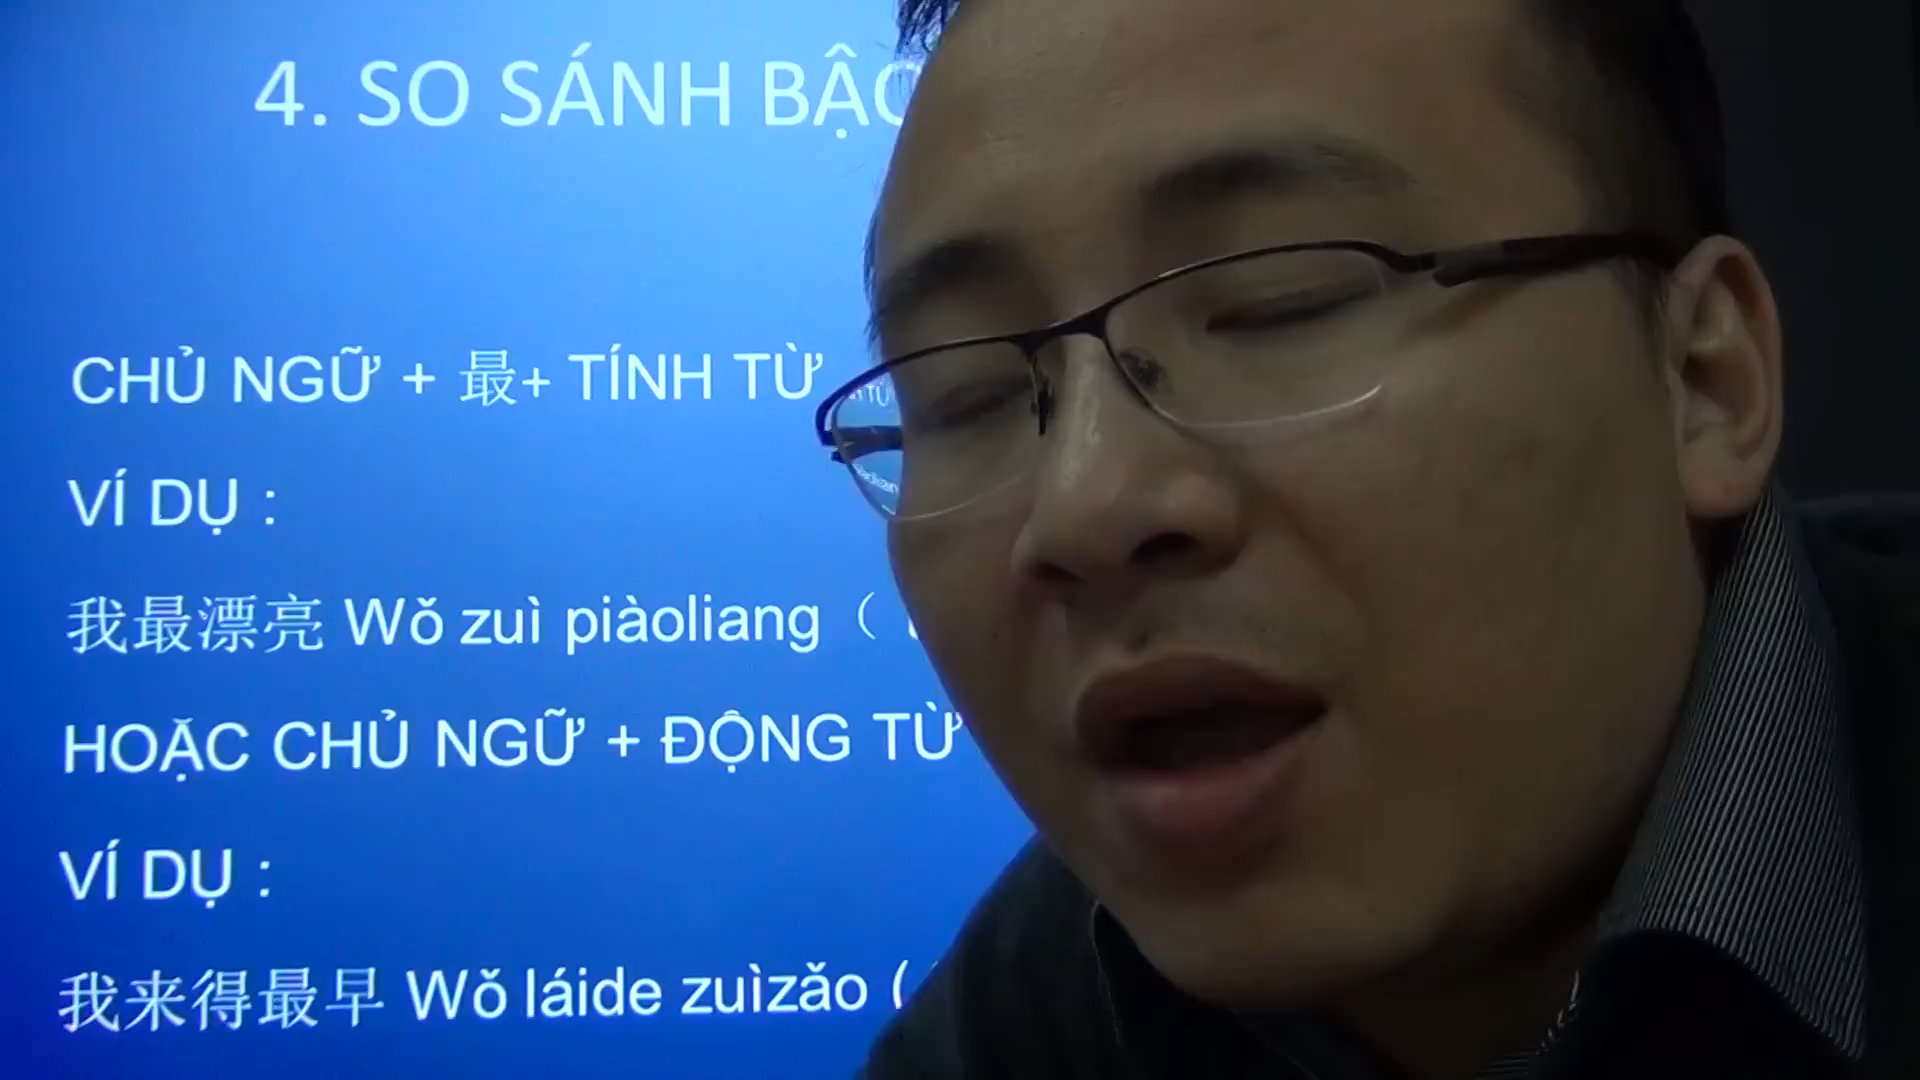 4. SO SÁNH BẬC
CHỦ NGỮ + 最+ TÍNH TỪ
VÍ DỤ :
我最漂亮 Wǒ zuì piàoliang（
HOẶC CHỦ NGỮ + ĐỘNG TỪ
VÍ DỤ :
我来得最早 Wǒ láide zuìzǎo (